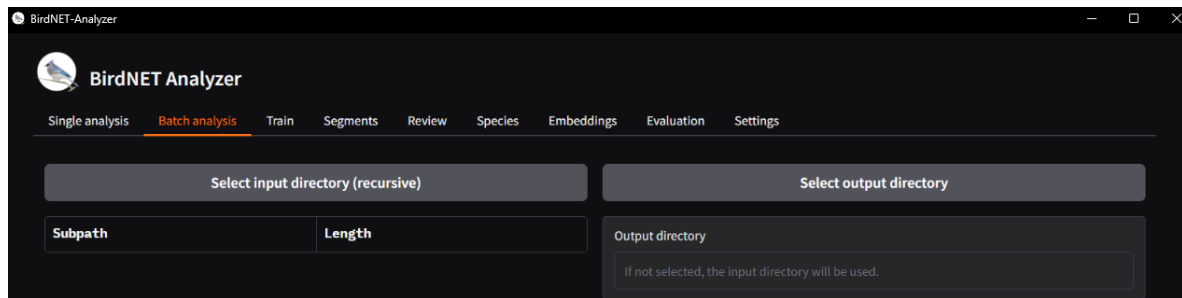 BirdNET-Analyzer
BirdNET Analyzer
Single analysis Batch analysis Train Segments Review Species Embeddings Evaluation Settings
Select input directory (recursive) Select output directory
Subpath Length
Output directory
If not selected, the input directory will be used.